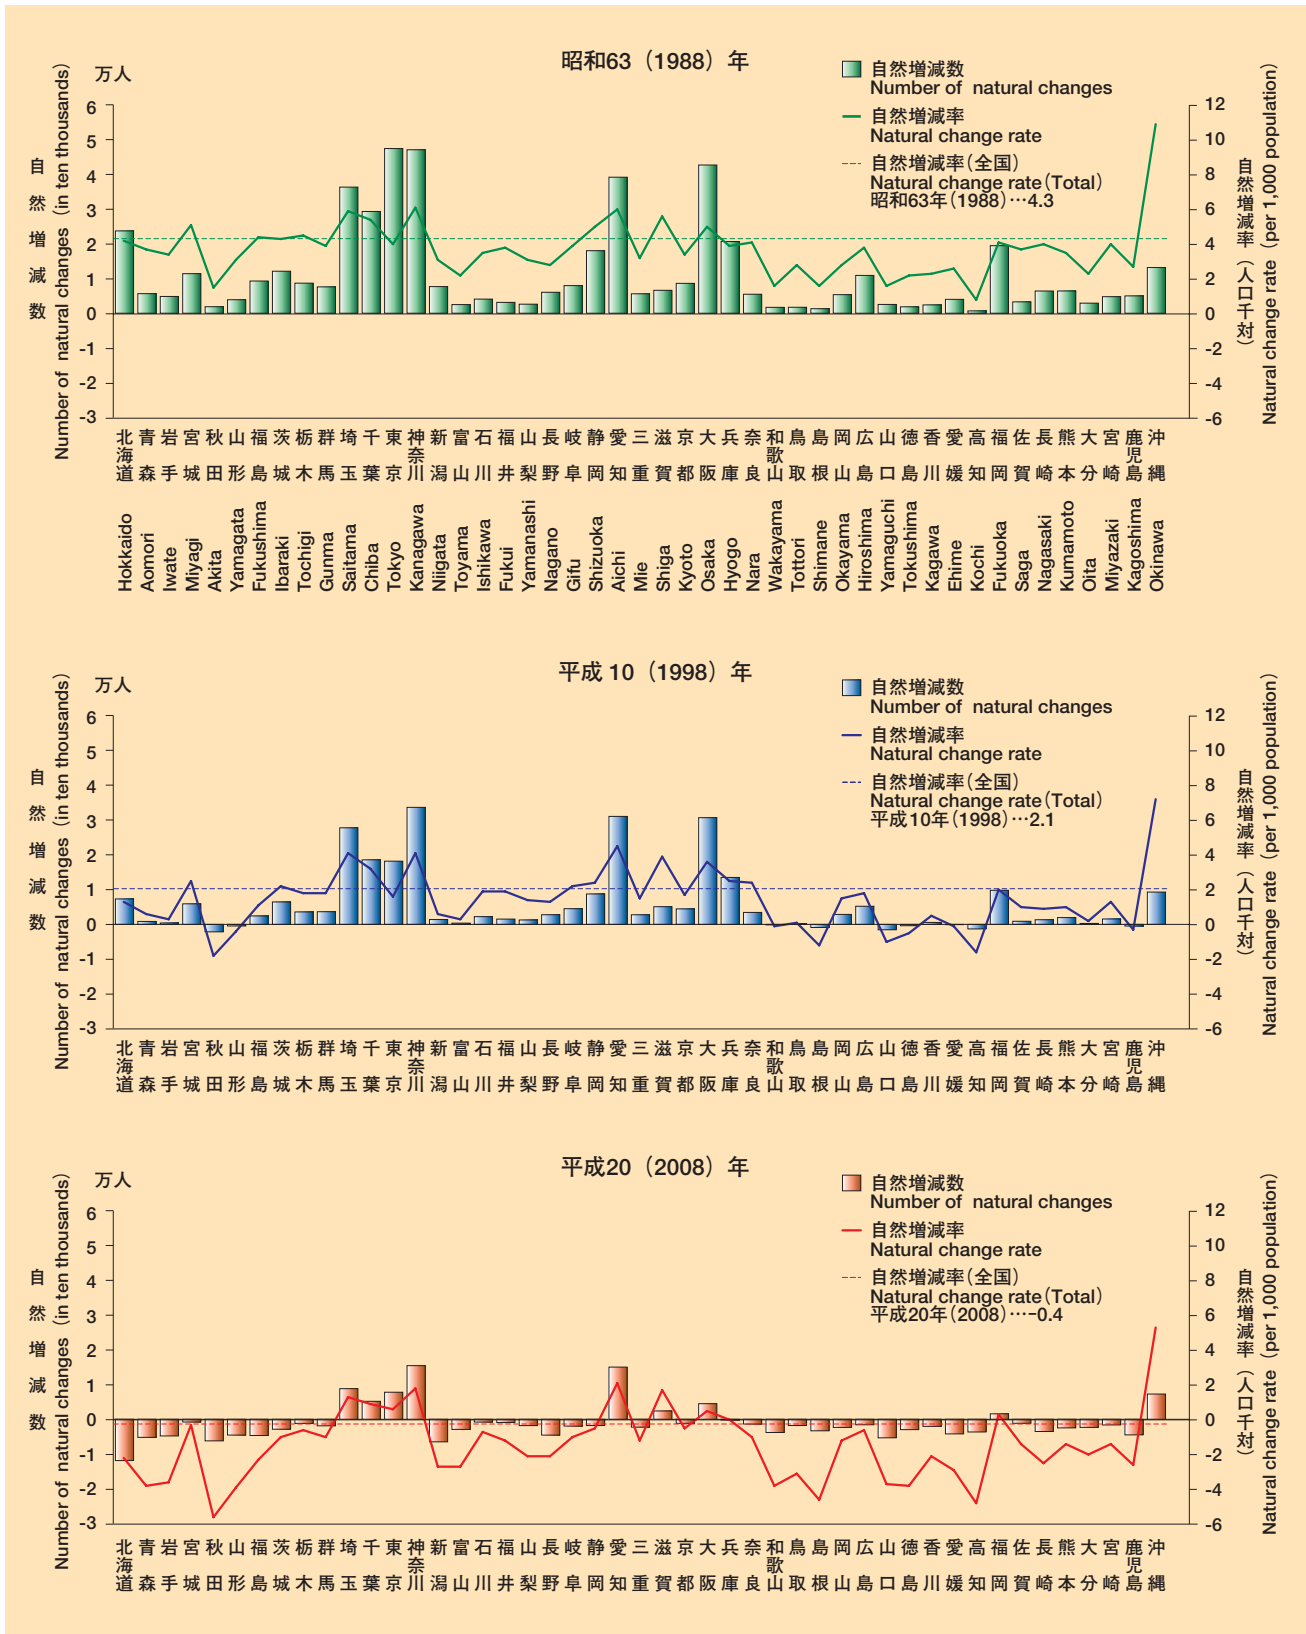 昭和63（1988）年
万人
自然増減数
Number of natural changes
自然増減率
Natural change rate
自然増減率（全国）
Natural change rate（Total）
昭和63年（1988）…4.3
自然増減数
Number of natural changes（in ten thousands）
6
5
4
3
2
1
0
-1
-2
-3
12
10
8
6
4
2
0
-2
-4
-6
自然増減率（人口千対）
Natural change rate（per 1,000 population）
北海道 青森 岩手 宮城 秋田 山形 福島 茨城 栃木 群馬 埼玉 千葉 東京 神奈川 新潟 富山 石川 福井 山梨 長野 岐阜 静岡 愛知 三重 滋賀 京都 大阪 兵庫 奈良 和歌山 鳥取 島根 岡山 広島 山口 徳島 香川 愛媛 高知 福岡 佐賀 長崎 熊本 大分 宮崎 鹿児島 沖縄
Hokkaido Aomori Iwate Miyagi Akita Yamagata Fukushima Ibaraki Tochigi Gunma Saitama Chiba Tokyo Kanagawa Niigata Toyama Ishikawa Fukui Yamanashi Nagano Gifu Shizuoka Aichi Mie Shiga Kyoto Osaka Hyogo Nara Wakayama Tottori Shimane Okayama Hiroshima Yamaguchi Tokushima Kagawa Ehime Kochi Fukuoka Saga Nagasaki Kumamoto Oita Miyazaki Kagoshima Okinawa
平成 10（1998）年
万人
自然増減数
Number of natural changes
自然増減率
Natural change rate
自然増減率（全国）
Natural change rate（Total）
平成10年（1998）…2.1
自然増減数
Number of natural changes（in ten thousands）
6
5
4
3
2
1
0
-1
-2
-3
12
10
8
6
4
2
0
-2
-4
-6
自然増減率（人口千対）
Natural change rate（per 1,000 population）
北海道 青森 岩手 宮城 秋田 山形 福島 茨城 栃木 群馬 埼玉 千葉 東京 神奈川 新潟 富山 石川 福井 山梨 長野 岐阜 静岡 愛知 三重 滋賀 京都 大阪 兵庫 奈良 和歌山 鳥取 島根 岡山 広島 山口 徳島 香川 愛媛 高知 福岡 佐賀 長崎 熊本 大分 宮崎 鹿児島 沖縄
平成20（2008）年
万人
自然増減数
Number of natural changes
自然増減率
Natural change rate
自然増減率（全国）
Natural change rate（Total）
平成20年（2008）…-0.4
自然増減数
Number of natural changes（in ten thousands）
6
5
4
3
2
1
0
-1
-2
-3
12
10
8
6
4
2
0
-2
-4
-6
自然増減率（人口千対）
Natural change rate（per 1,000 population）
北海道 青森 岩手 宮城 秋田 山形 福島 茨城 栃木 群馬 埼玉 千葉 東京 神奈川 新潟 富山 石川 福井 山梨 長野 岐阜 静岡 愛知 三重 滋賀 京都 大阪 兵庫 奈良 和歌山 鳥取 島根 岡山 広島 山口 徳島 香川 愛媛 高知 福岡 佐賀 長崎 熊本 大分 宮崎 鹿児島 沖縄